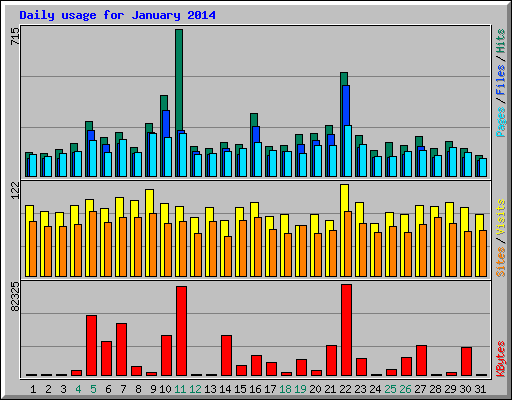 Daily usage for January 2014
715
Pages / Files / Hits
122
Sites / Visits
82325
KBytes
1 2 3 4 5 6 7 8 9 10 11 12 13 14 15 16 17 18 19 20 21 22 23 24 25 26 27 28 29 30 31